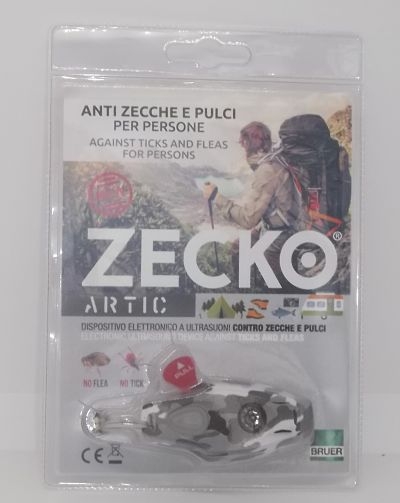 ANTI ZECCHE E PULCI
PER PERSONE
AGAINST TICKS AND FLEAS
FOR PERSONS
ZECKO®
ARTIC
DISPOSITIVO ELETTRONICO A ULTRASUONI CONTRO ZECCHE E PULCI
ELECTRONIC ULTRASOUND DEVICE AGAINST TICKS AND FLEAS
NO FLEA
NO TICK
PULL
CE
BRUER